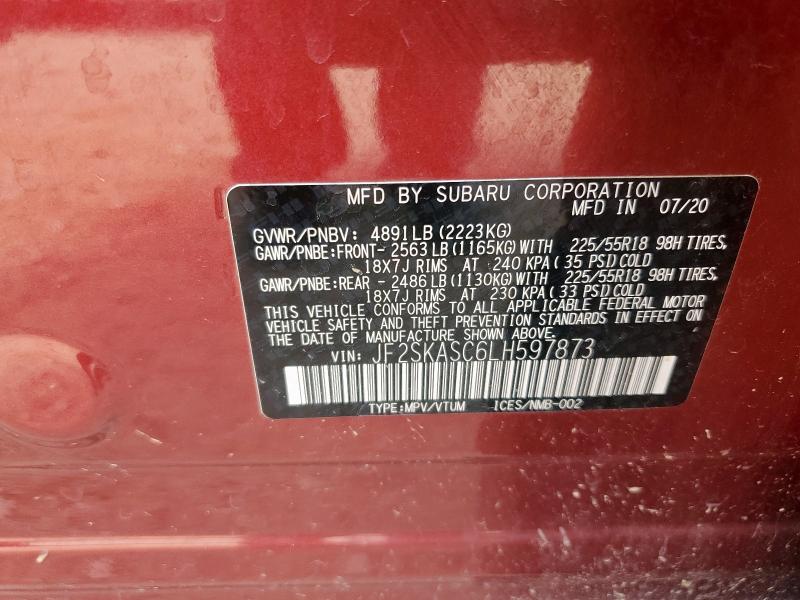 MFD BY SUBARU CORPORATION
MFD IN 07/20
GVWR/PNBV: 4891LB (2223KG)
GAWR/PNBE:FRONT- 2563LB (1165KG) WITH 225/55R18 98H TIRES,
18X7J RIMS AT 240 KPA ( 35 PSI) COLD
GAWR/PNBE:REAR - 2486LB (1130KG) WITH 225/55R18 98H TIRES,
18X7J RIMS AT 230 KPA ( 33 PSI) COLD
THIS VEHICLE CONFORMS TO ALL APPLICABLE FEDERAL MOTOR
VEHICLE SAFETY AND THEFT PREVENTION STANDARDS IN EFFECT ON
THE DATE OF MANUFACTURE SHOWN ABOVE.
VIN: JF2SKASC6LH597873
TYPE:MPV/VTUM ICES/NMB-002